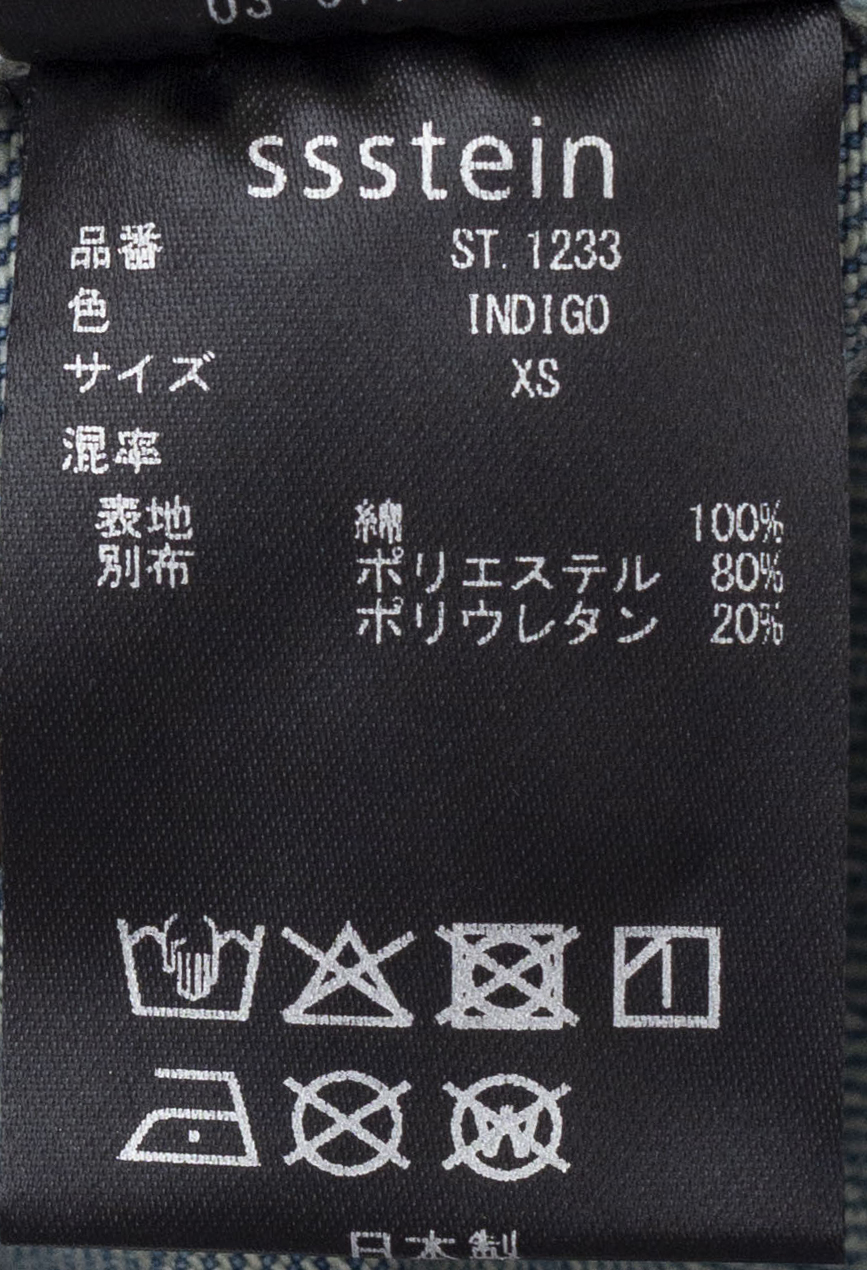 ssstein
品番 ST. 1233
色 INDIGO
サイズ XS
混率
表地 綿 100%
別布 ポリエステル 80%
ポリウレタン 20%
W
日本製